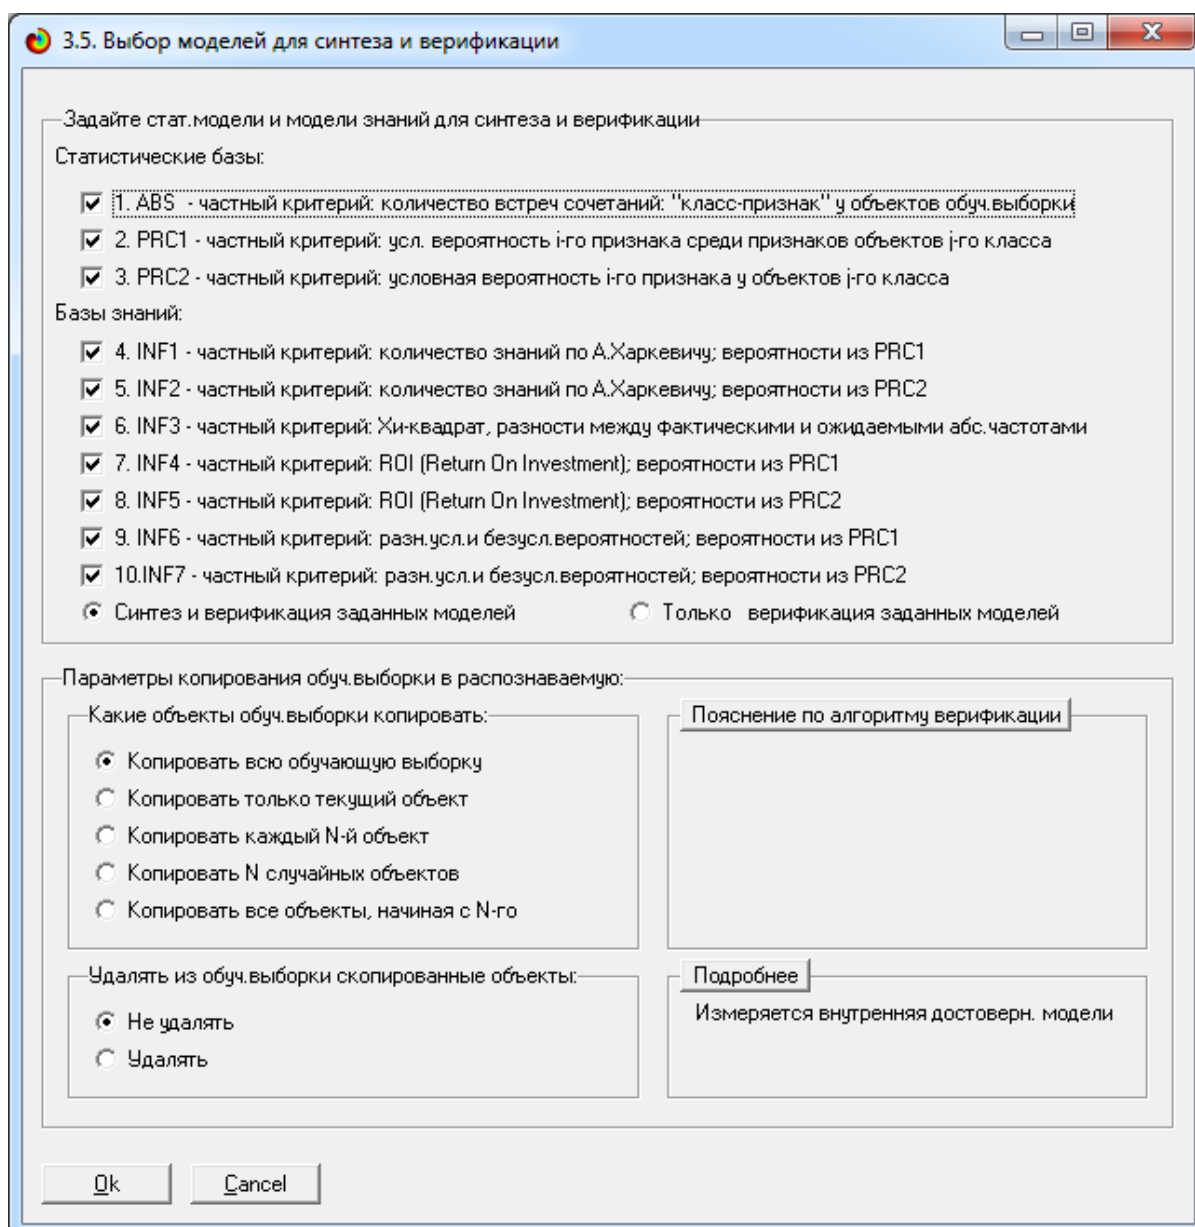 3.5. Выбор моделей для синтеза и верификации
Задайте стат.модели и модели знаний для синтеза и верификации
Статистические базы:
1. ABS - частный критерий: количество встреч сочетаний: "класс-признак" у объектов обуч.выборки
2. PRC1 - частный критерий: усл. вероятность i-го признака среди признаков объектов j-го класса
3. PRC2 - частный критерий: условная вероятность i-го признака у объектов j-го класса
Базы знаний:
4. INF1 - частный критерий: количество знаний по А.Харкевичу; вероятности из PRC1
5. INF2 - частный критерий: количество знаний по А.Харкевичу; вероятности из PRC2
6. INF3 - частный критерий: Хи-квадрат, разности между фактическими и ожидаемыми абс.частотами
7. INF4 - частный критерий: ROI (Return On Investment); вероятности из PRC1
8. INF5 - частный критерий: ROI (Return On Investment); вероятности из PRC2
9. INF6 - частный критерий: разн.усл.и безусл.вероятностей; вероятности из PRC1
10.INF7 - частный критерий: разн.усл.и безусл.вероятностей; вероятности из PRC2
Синтез и верификация заданных моделей Только верификация заданных моделей
Параметры копирования обуч.выборки в распознаваемую:
Какие объекты обуч.выборки копировать:
Копировать всю обучающую выборку
Копировать только текущий объект
Копировать каждый N-й объект
Копировать N случайных объектов
Копировать все объекты, начиная с N-го
Пояснение по алгоритму верификации
Удалять из обуч.выборки скопированные объекты:
Не удалять
Удалять
Подробнее
Измеряется внутренняя достоверн. модели
Ok Cancel